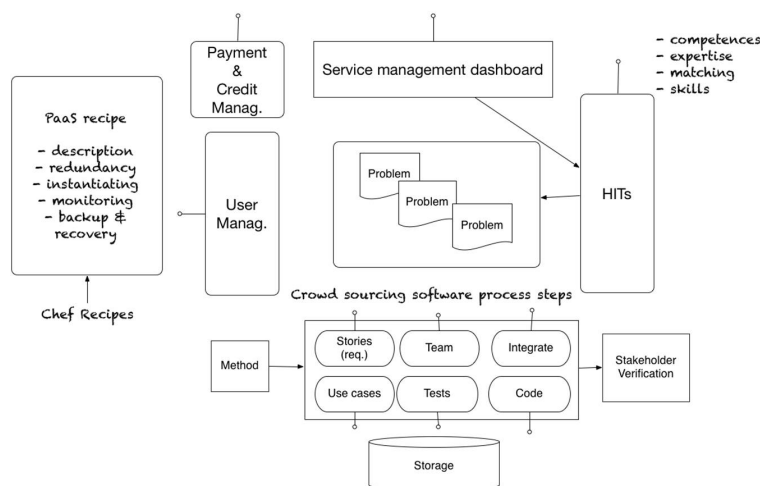 Payment
&
Credit
Manag.
Service management dashboard
- competences
- expertise
- matching
- skills
PaaS recipe
- description
- redundancy
- instantiating
- monitoring
- backup &
recovery
Chef Recipes
User
Manag.
Problem
Problem
Problem
HITs
Crowd sourcing software process steps
Method
Stories
(req.)
Team
Integrate
Use cases
Tests
Code
Stakeholder
Verification
Storage